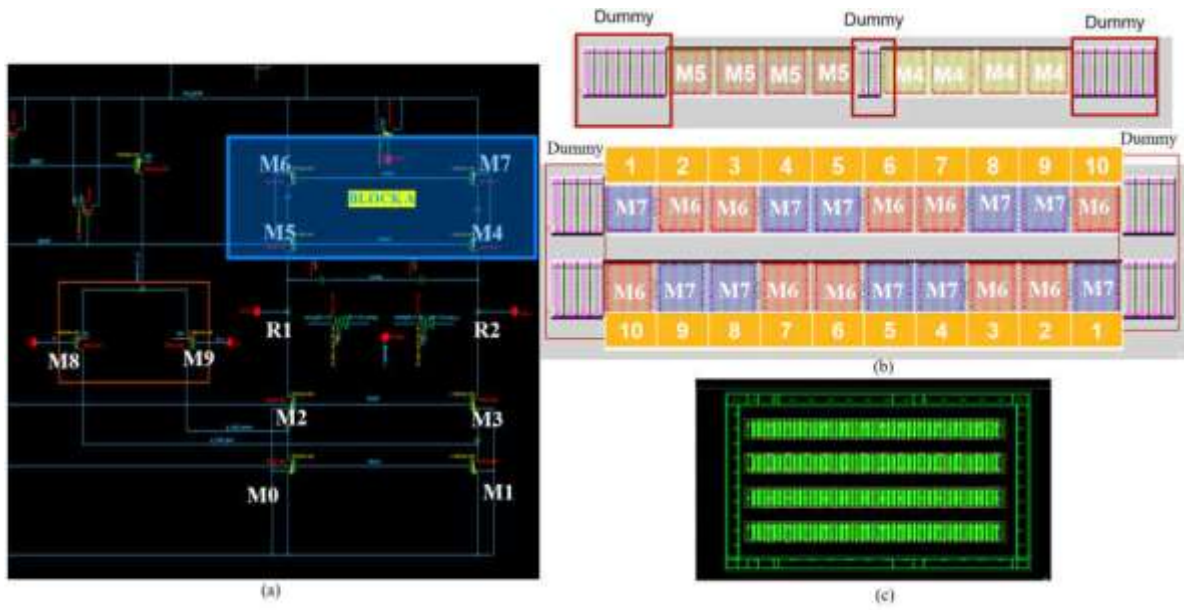 Dummy
Dummy
Dummy
M5 M5 M5 M5 M4 M4 M4 M4
Dummy
Dummy
1 2 3 4 5 6 7 8 9 10
M7 M6 M6 M7 M7 M6 M6 M7 M7 M6
M6 M7 M7 M6 M6 M7 M7 M6 M6 M7
10 9 8 7 6 5 4 3 2 1
(b)
M6 M7
BLOCK A
M5 M4
R1 R2
M8 M9
M2 M3
M0 M1
(a)
(c)